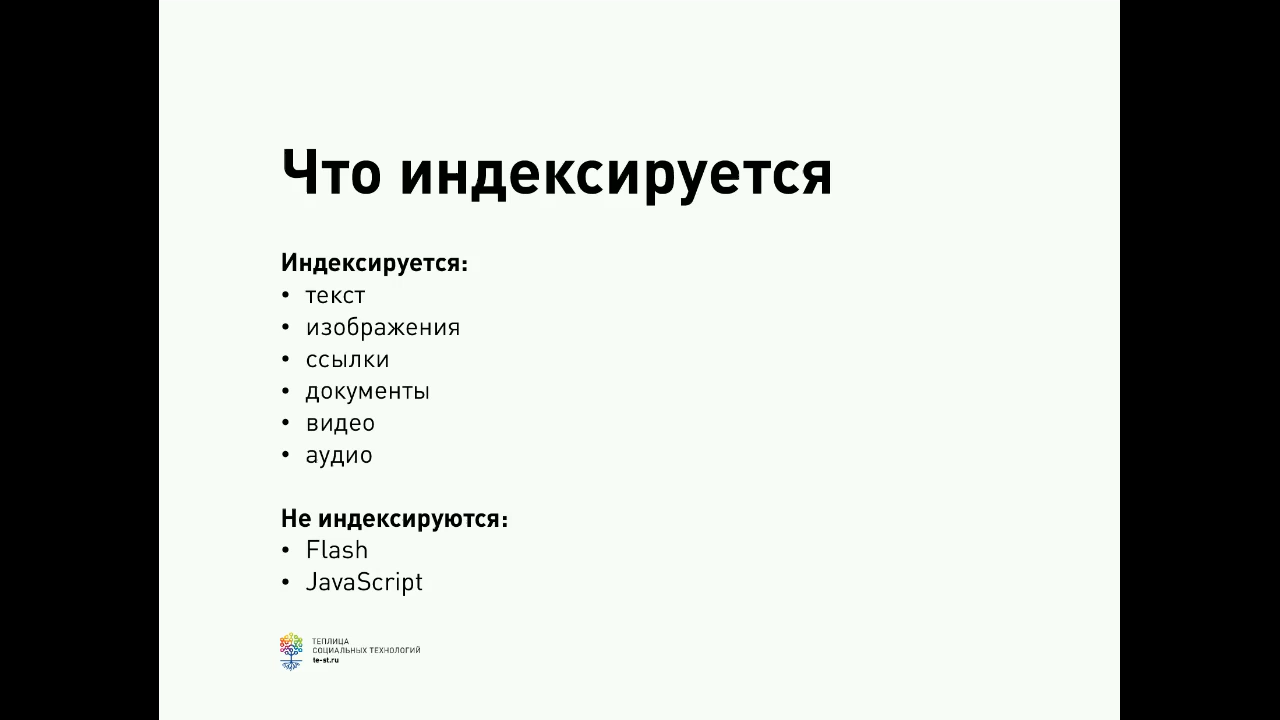 Что индексируется
Индексируется:
• текст
• изображения
• ссылки
• документы
• видео
• аудио
Не индексируются:
• Flash
• JavaScript
ТЕПЛИЦА
СОЦИАЛЬНЫХ ТЕХНОЛОГИЙ
te-st.ru